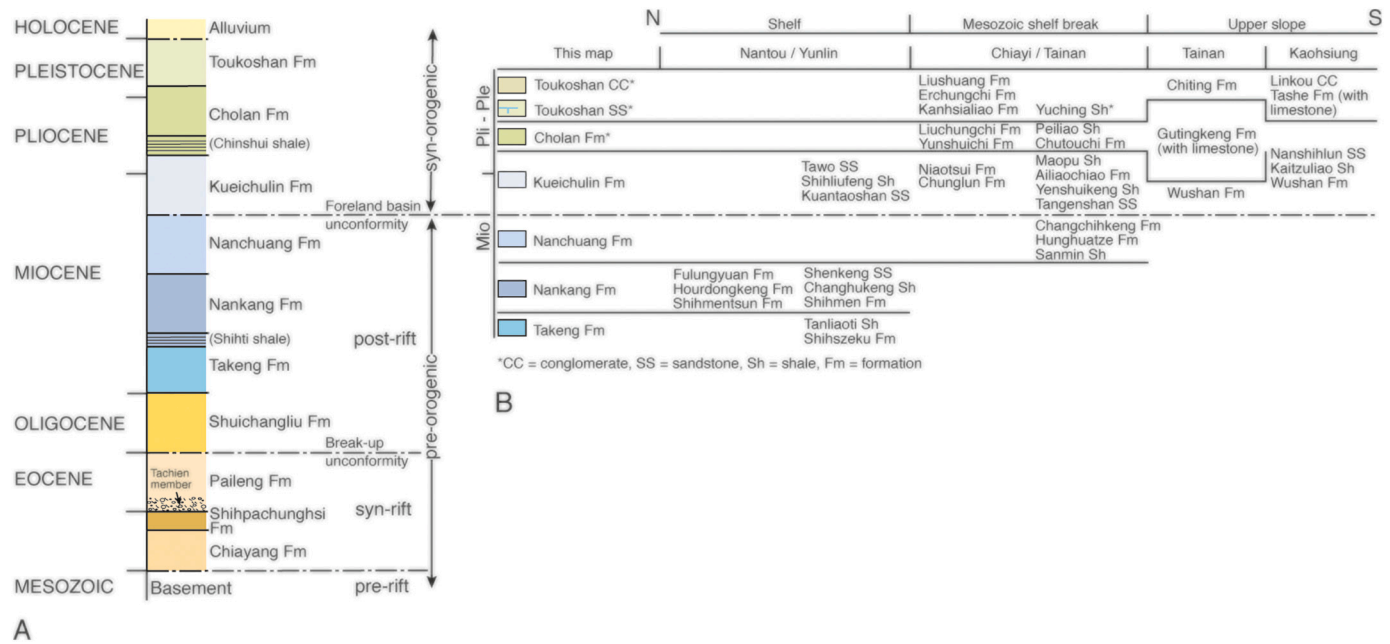 HOLOCENE
Alluvium
PLEISTOCENE
Toukoshan Fm
PLIOCENE
Cholan Fm
(Chinshui shale)
Kueichulin Fm
Foreland basin
unconformity
MIOCENE
Nanchuang Fm
Nankang Fm
(Shihti shale)
post-rift
Takeng Fm
OLIGOCENE
Shuichangliu Fm
Break-up
unconformity
EOCENE
Tachien
member
Paileng Fm
Shihpachunghsi
Fm
syn-rift
Chiayang Fm
MESOZOIC
Basement
pre-rift
syn-orogenic
pre-orogenic
A
N
S
Shelf
Mesozoic shelf break
Upper slope
This map
Nantou / Yunlin
Chiayi / Tainan
Tainan
Kaohsiung
Pli - Ple
Mio
Toukoshan CC*
Toukoshan SS*
Liushuang Fm
Erchungchi Fm
Kanhsialiao Fm
Yuching Sh*
Chiting Fm
Linkou CC
Tashe Fm (with
limestone)
Cholan Fm*
Liuchungchi Fm
Yunshuichi Fm
Peiliao Sh
Chutouchi Fm
Gutingkeng Fm
(with limestone)
Kueichulin Fm
Tawo SS
Shihliufeng Sh
Kuantaoshan SS
Niaotsui Fm
Chunglun Fm
Maopu Sh
Ailiaochiao Fm
Yenshuikeng Sh
Tangenshan SS
Wushan Fm
Nanshihlun SS
Kaitzuliao Sh
Wushan Fm
Nanchuang Fm
Changchihkeng Fm
Hunghuatze Fm
Sanmin Sh
Nankang Fm
Fulungyuan Fm
Hourdongkeng Fm
Shihmentsun Fm
Shenkeng SS
Changhukeng Sh
Shihmen Fm
Takeng Fm
Tanliaoti Sh
Shihszeku Fm
*CC = conglomerate, SS = sandstone, Sh = shale, Fm = formation
B